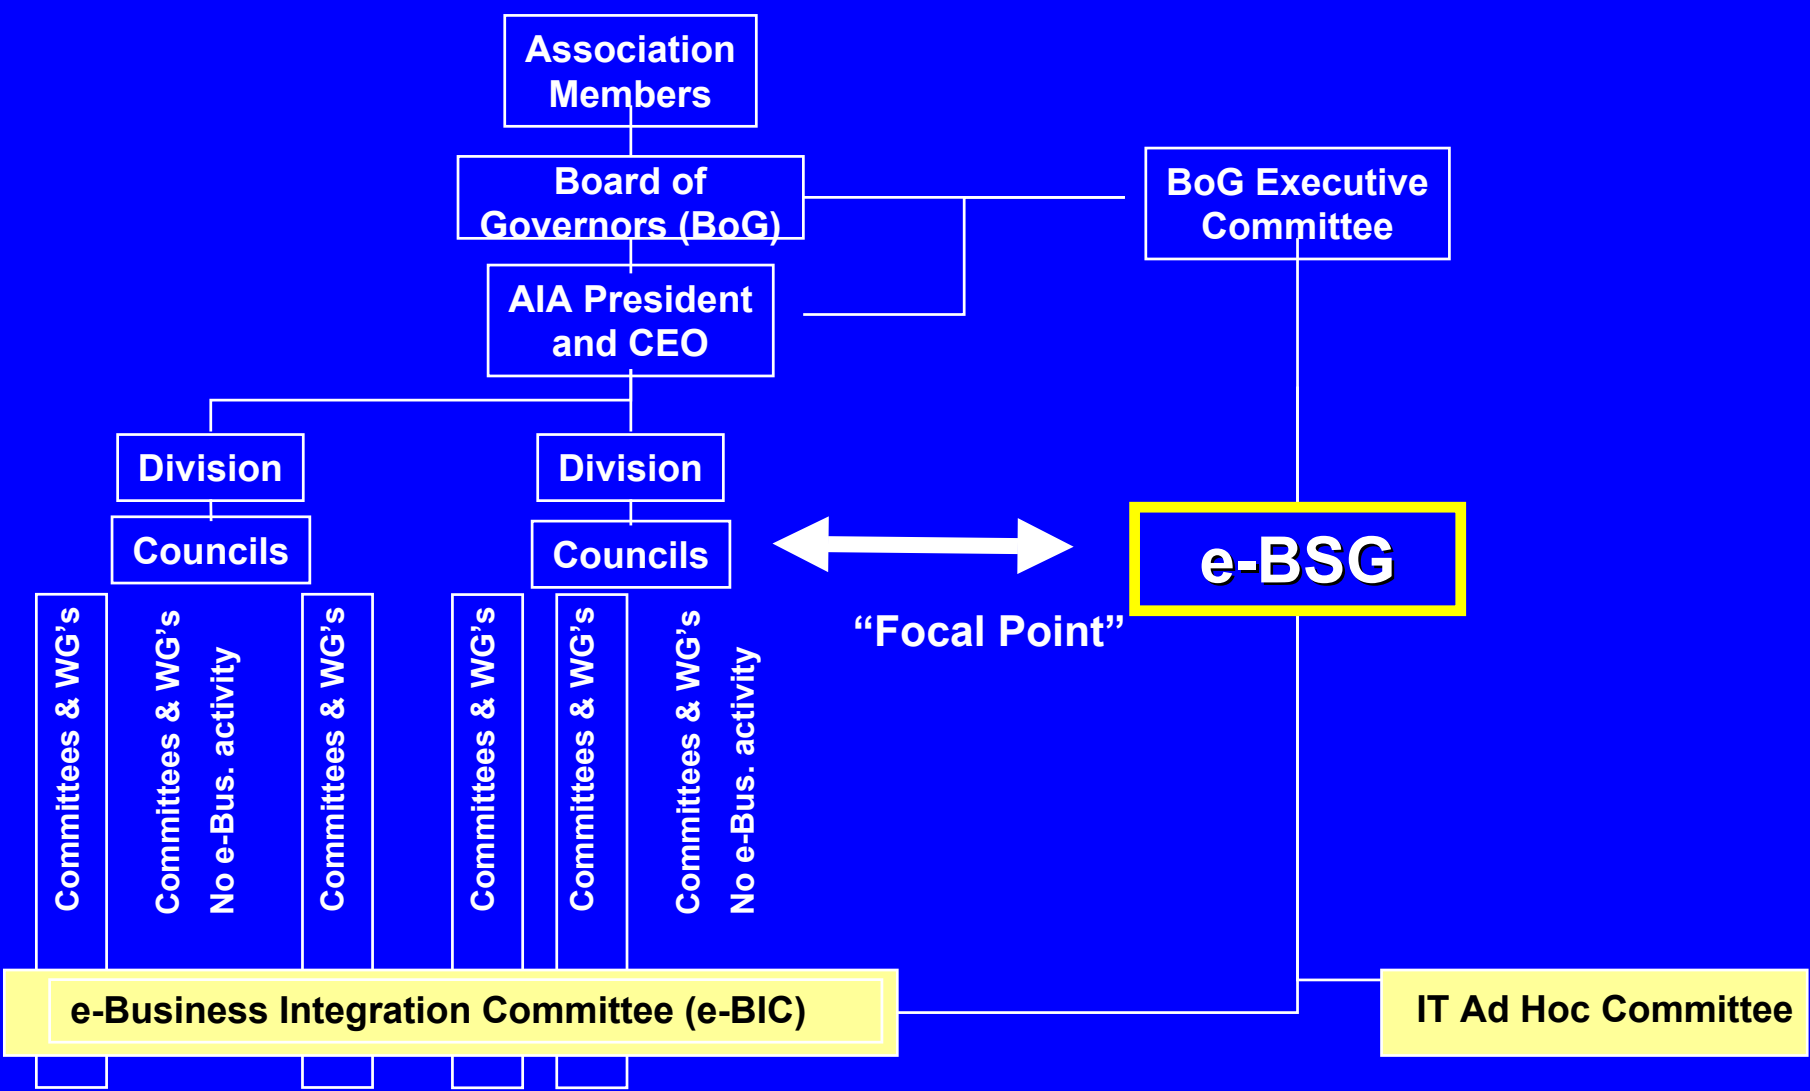 Association
Members
Board of
Governors (BoG)
BoG Executive
Committee
AIA President
and CEO
Division
Division
Councils
Councils
e-BSG
“Focal Point”
Committees & WG’s
Committees & WG’s
No e-Bus. activity
Committees & WG’s
Committees & WG’s
Committees & WG’s
Committees & WG’s
No e-Bus. activity
e-Business Integration Committee (e-BIC)
IT Ad Hoc Committee